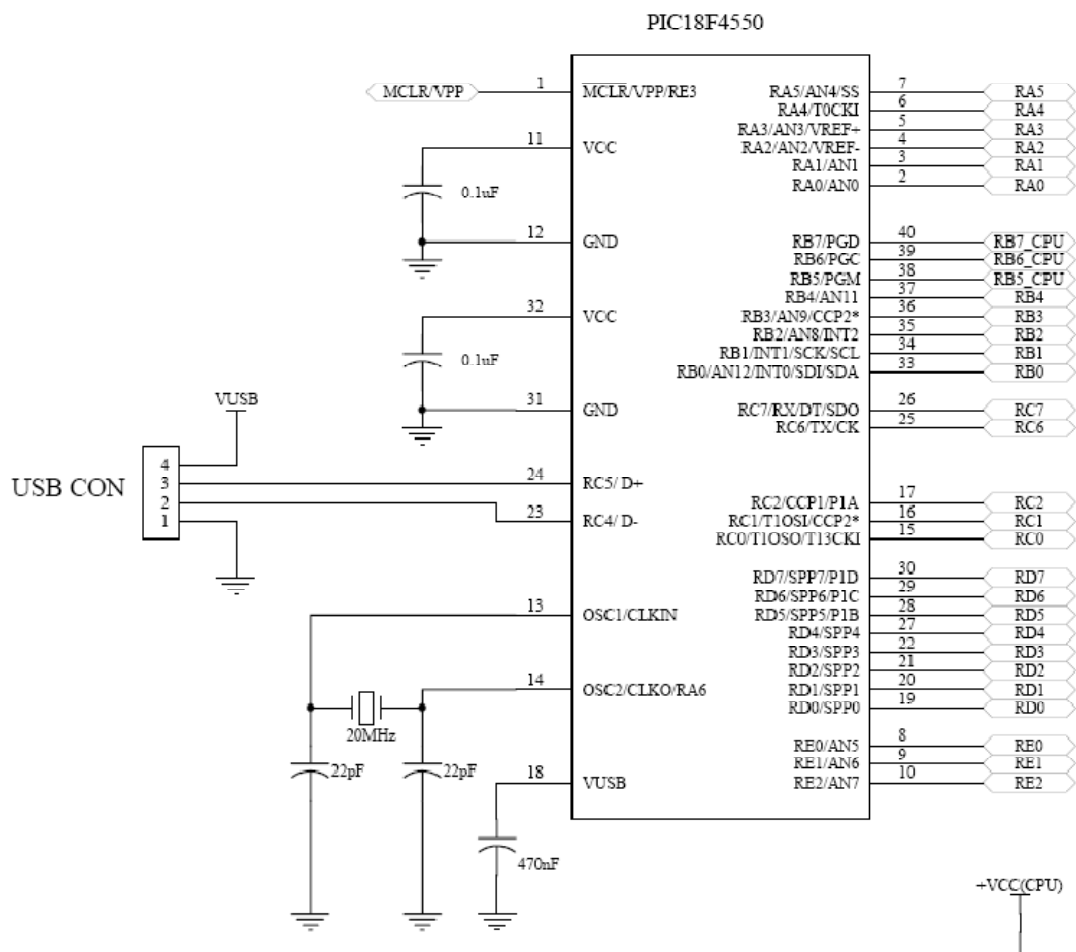 PIC18F4550
MCLR/VPP 1 MCLR/VPP/RE3
11 VCC
0.1uF
12 GND
32 VCC
0.1uF
31 GND
VUSB
USB CON
4
3
2
1
24 RC5/ D+
23 RC4/ D-
13 OSC1/CLKIN
14 OSC2/CLKO/RA6
20MHz
22pF
22pF
18 VUSB
470nF
RA5/AN4/SS 7 RA5
RA4/T0CKI 6 RA4
RA3/AN3/VREF+ 5 RA3
RA2/AN2/VREF- 4 RA2
RA1/AN1 3 RA1
RA0/AN0 2 RA0
RB7/PGD 40 RB7_CPU
RB6/PGC 39 RB6_CPU
RB5/PGM 38 RB5_CPU
RB4/AN11 37 RB4
RB3/AN9/CCP2* 36 RB3
RB2/AN8/INT2 35 RB2
RB1/INT1/SCK/SCL 34 RB1
RB0/AN12/INT0/SDI/SDA 33 RB0
RC7/RX/DT/SDO 26 RC7
RC6/TX/CK 25 RC6
RC2/CCP1/P1A 17 RC2
RC1/T1OSI/CCP2* 16 RC1
RC0/T1OSO/T13CKI 15 RC0
RD7/SPP7/P1D 30 RD7
RD6/SPP6/P1C 29 RD6
RD5/SPP5/P1B 28 RD5
RD4/SPP4 27 RD4
RD3/SPP3 22 RD3
RD2/SPP2 21 RD2
RD1/SPP1 20 RD1
RD0/SPP0 19 RD0
RE0/AN5 8 RE0
RE1/AN6 9 RE1
RE2/AN7 10 RE2
+VCC(CPU)